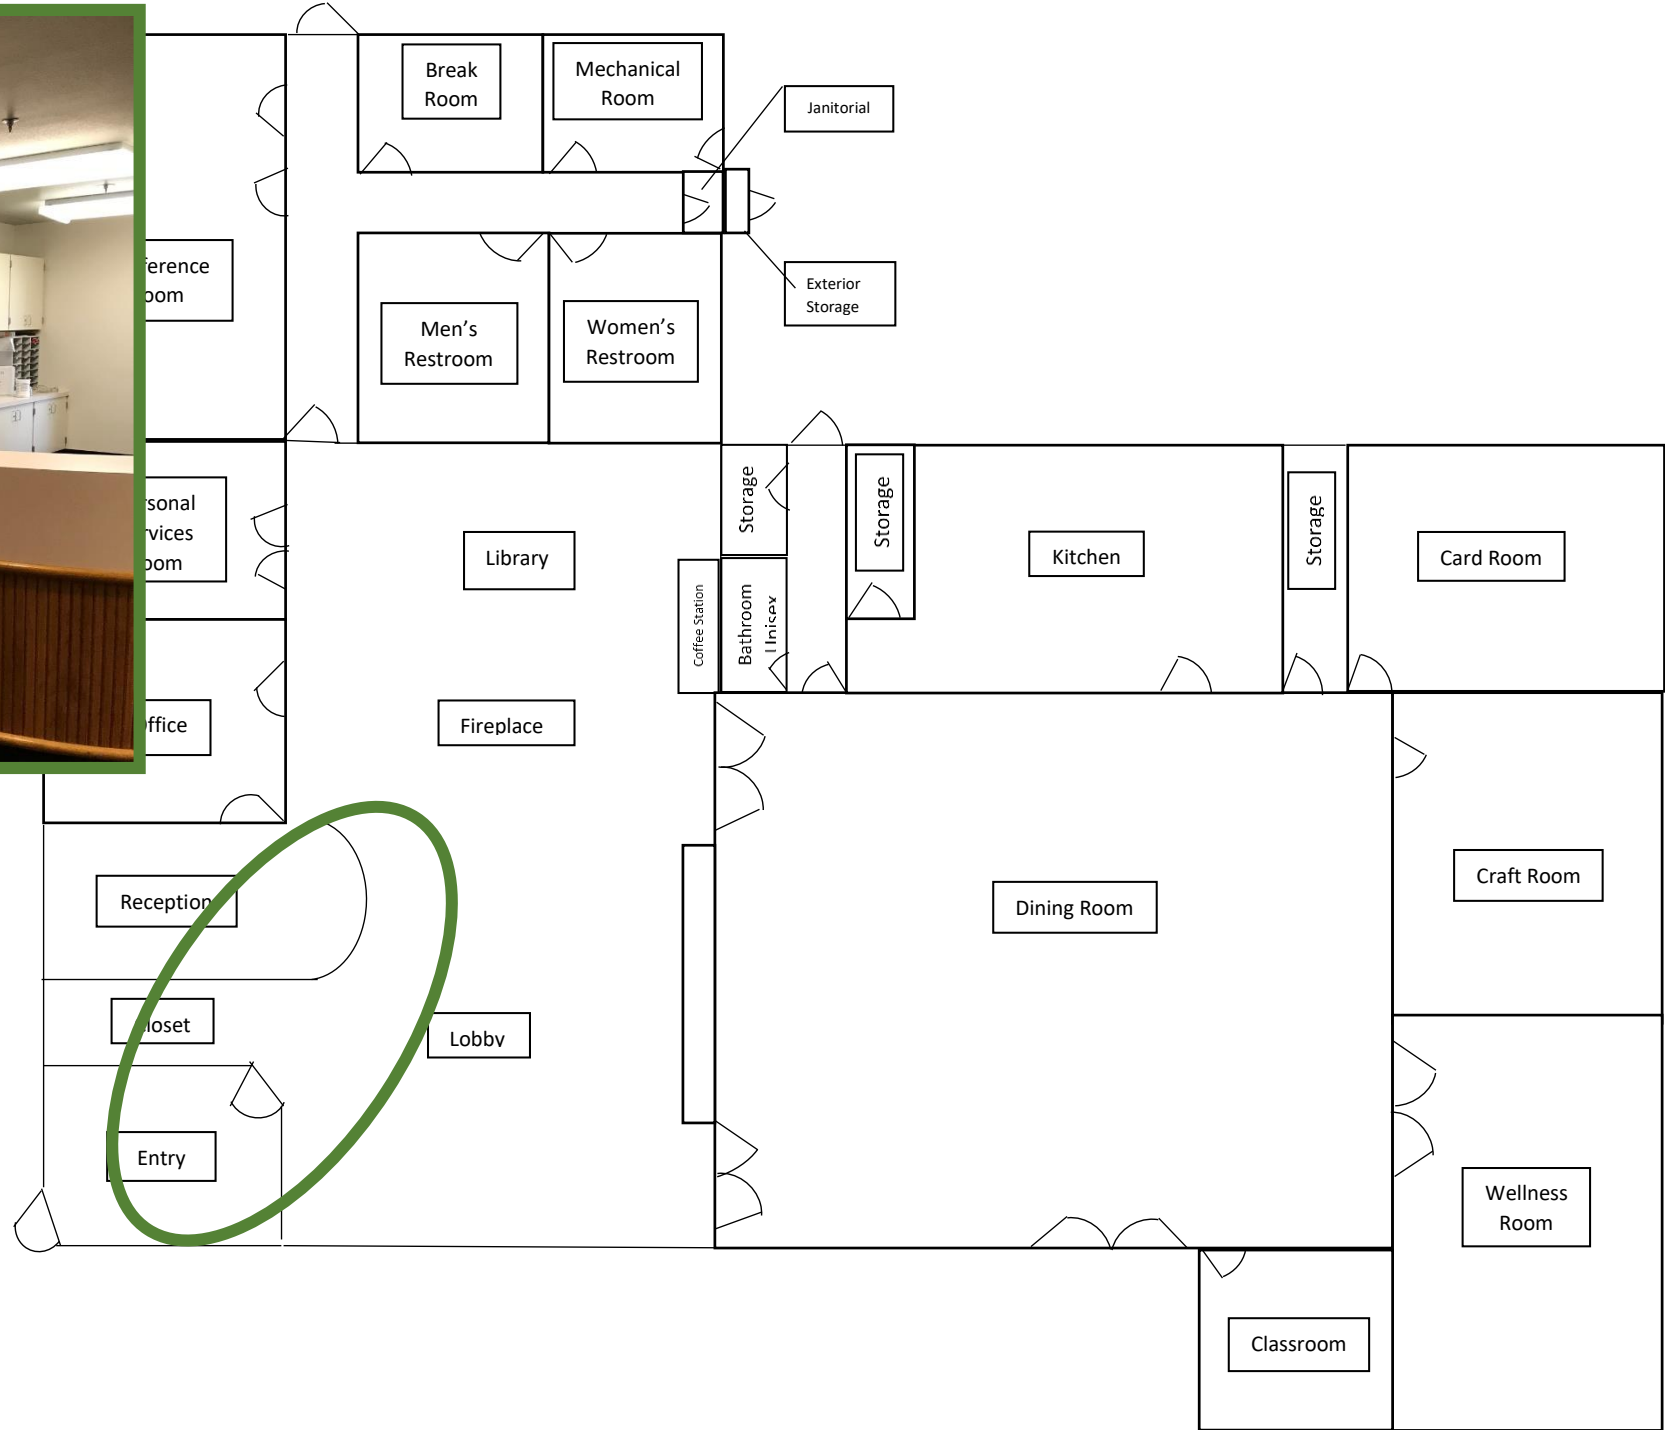 Break
Room
Mechanical
Room
Janitorial
ference
oom
Exterior
Storage
Men’s
Restroom
Women’s
Restroom
rsonal
rvices
oom
Library
Storage
Storage
Kitchen
Storage
Card Room
Coffee Station
Bathroom
Unisex
ffice
Fireplace
Reception
Dining Room
Craft Room
loset
Lobby
Entry
Wellness
Room
Classroom